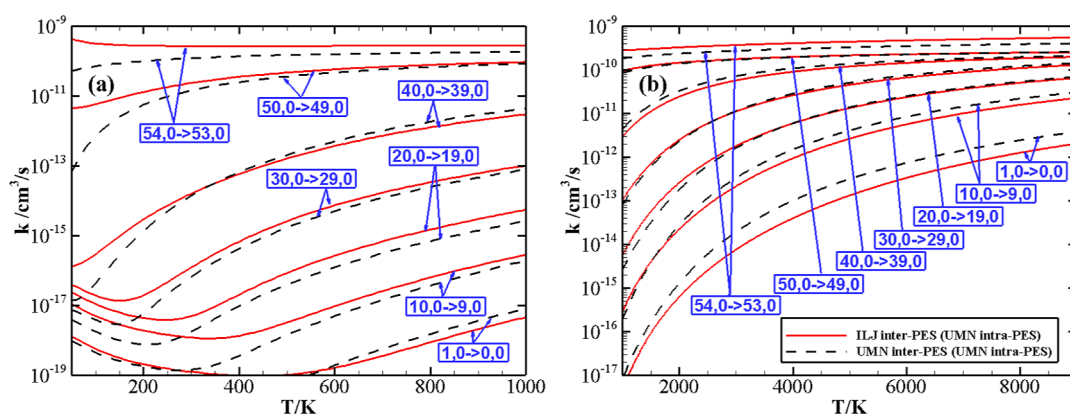 10-9
(a)
10-11
k /cm3/s
10-13
10-15
10-17
10-19
54,0->53,0
50,0->49,0
40,0->39,0
20,0->19,0
30,0->29,0
10,0->9,0
1,0->0,0
200 400 600 800 1000
T/K
10-9
(b)
10-10
10-11
10-12
k /cm3/s
10-13
10-14
10-15
10-16
10-17
1,0->0,0
10,0->9,0
20,0->19,0
30,0->29,0
40,0->39,0
50,0->49,0
54,0->53,0
ILJ inter-PES (UMN intra-PES)
UMN inter-PES (UMN intra-PES)
2000 4000 6000 8000
T/K